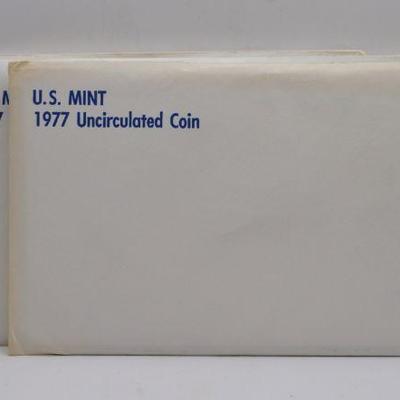 U.S. MINT
1977 Uncirculated Coin